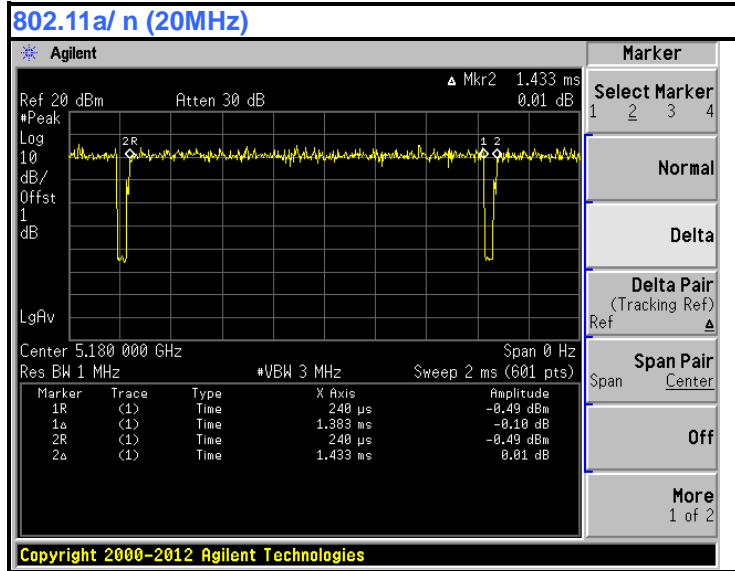 802.11a/ n (20MHz)
Agilent
Marker
Δ Mkr2 1.433 ms
Ref 20 dBm Atten 30 dB 0.01 dB
#Peak
Log
10
dB/
Offst
1
dB
LgAv
2R
1 2
Center 5.180 000 GHz Span 0 Hz
Res BW 1 MHz #VBW 3 MHz Sweep 2 ms (601 pts)
Marker Trace Type X Axis Amplitude
1R (1) Time 240 µs -0.49 dBm
1Δ (1) Time 1.383 ms -0.10 dB
2R (1) Time 240 µs -0.49 dBm
2Δ (1) Time 1.433 ms 0.01 dB
Select Marker
1 2 3 4
Normal
Delta
Delta Pair
(Tracking Ref)
Ref Δ
Span Pair
Span Center
Off
More
1 of 2
Copyright 2000-2012 Agilent Technologies